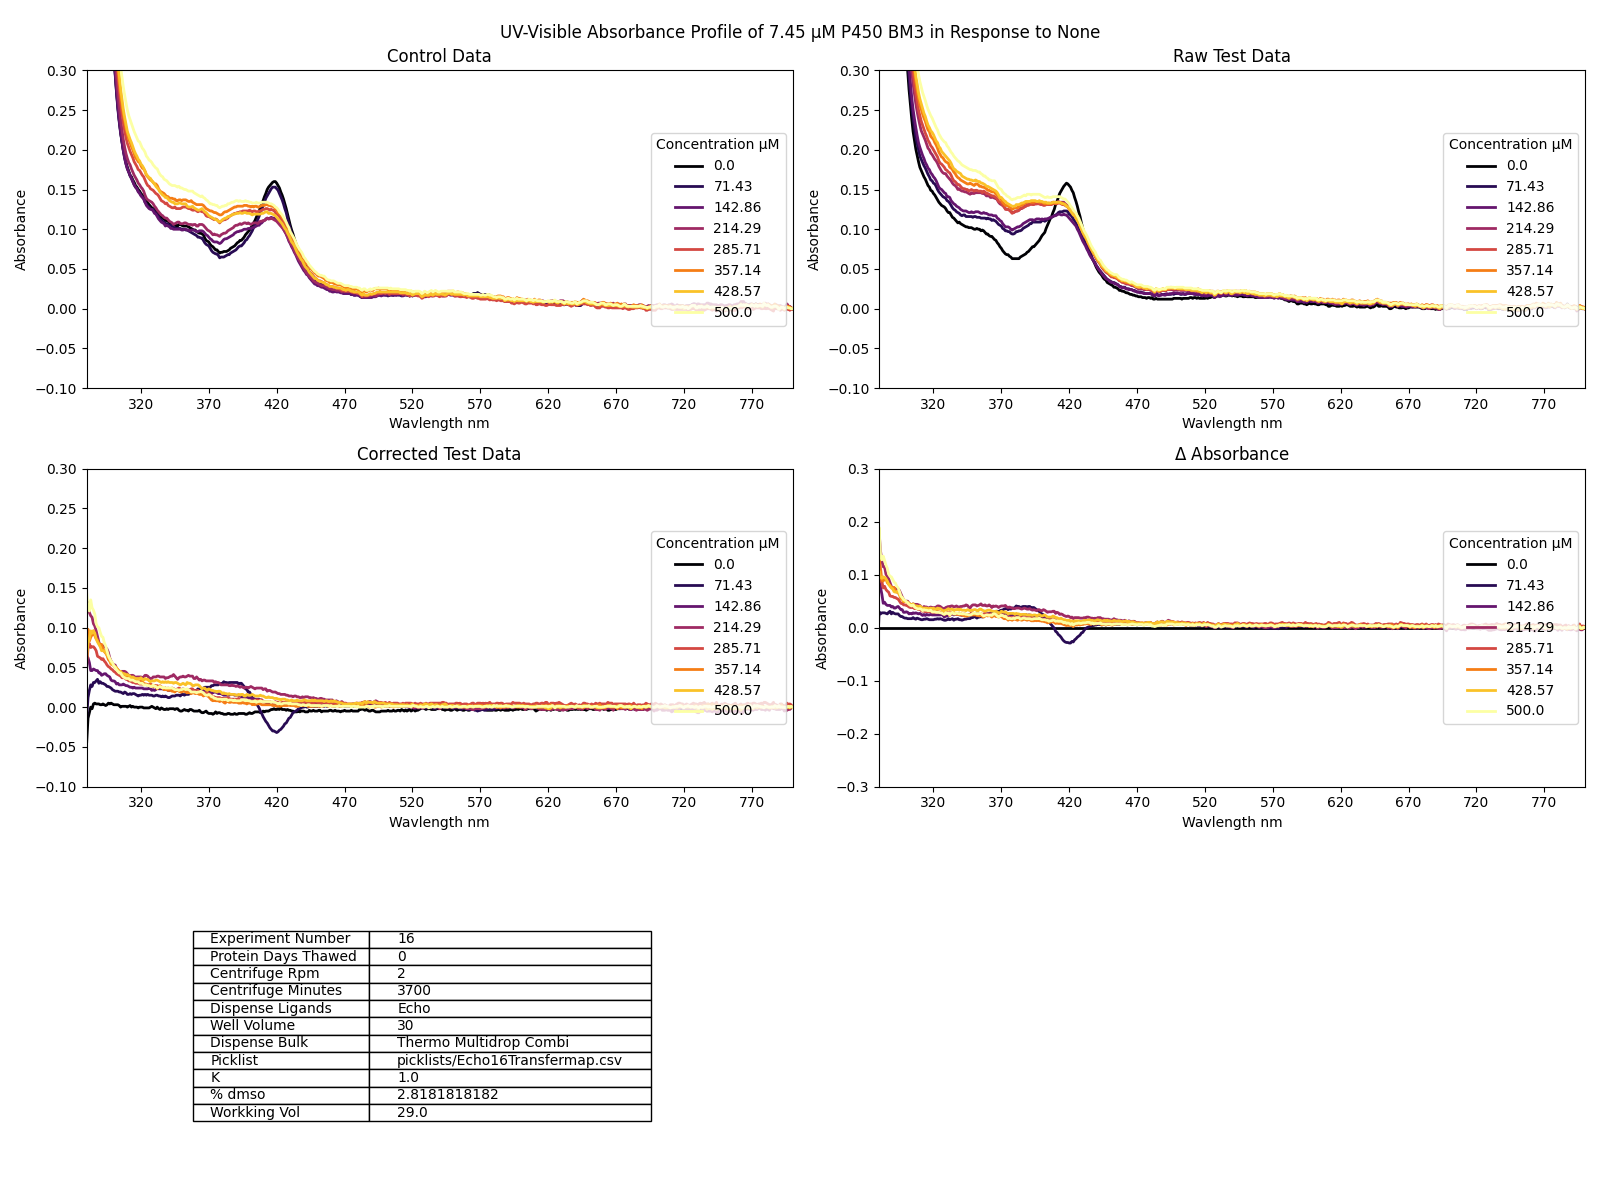 UV-Visible Absorbance Profile of 7.45 µM P450 BM3 in Response to None
Control Data
Absorbance
0.30
0.25
0.20
0.15
0.10
0.05
0.00
−0.05
−0.10
320 370 420 470 520 570 620 670 720 770
Wavlength nm
Concentration µM
0.0
71.43
142.86
214.29
285.71
357.14
428.57
500.0
Raw Test Data
Absorbance
0.30
0.25
0.20
0.15
0.10
0.05
0.00
−0.05
−0.10
320 370 420 470 520 570 620 670 720 770
Wavlength nm
Concentration µM
0.0
71.43
142.86
214.29
285.71
357.14
428.57
500.0
Corrected Test Data
Absorbance
0.30
0.25
0.20
0.15
0.10
0.05
0.00
−0.05
−0.10
320 370 420 470 520 570 620 670 720 770
Wavlength nm
Concentration µM
0.0
71.43
142.86
214.29
285.71
357.14
428.57
500.0
Δ Absorbance
Absorbance
0.3
0.2
0.1
0.0
−0.1
−0.2
−0.3
320 370 420 470 520 570 620 670 720 770
Wavlength nm
Concentration µM
0.0
71.43
142.86
214.29
285.71
357.14
428.57
500.0
Experiment Number 16
Protein Days Thawed 0
Centrifuge Rpm 2
Centrifuge Minutes 3700
Dispense Ligands Echo
Well Volume 30
Dispense Bulk Thermo Multidrop Combi
Picklist picklists/Echo16Transfermap.csv
K 1.0
% dmso 2.8181818182
Workking Vol 29.0